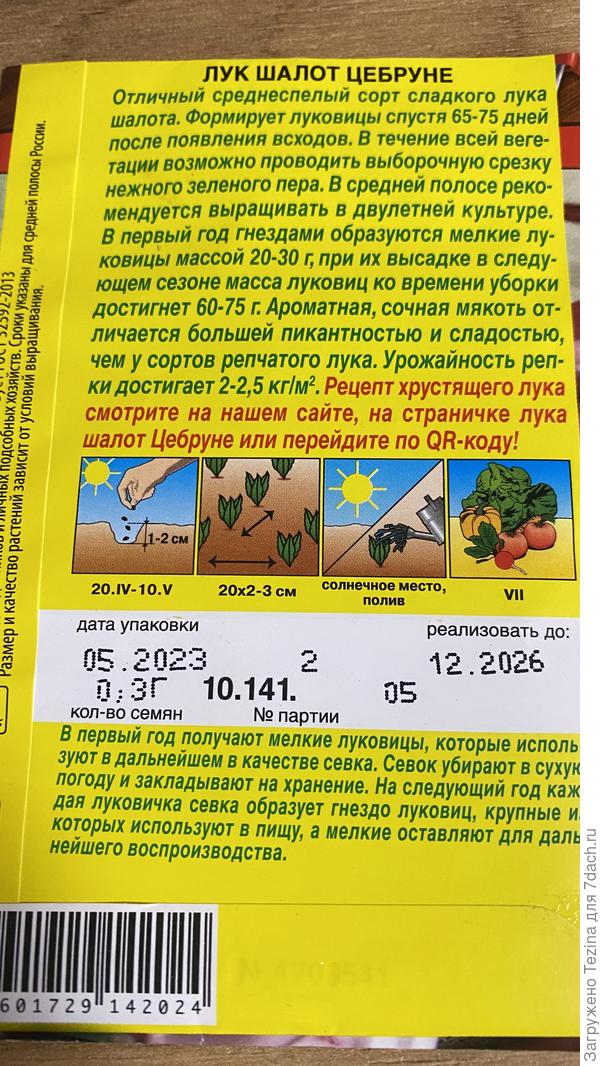 ЛУК ШАЛОТ ЦЕБРУНЕ
Отличный среднеспелый сорт сладкого лука
шалота. Формирует луковицы спустя 65-75 дней
после появления всходов. В течение всей веге-
тации возможно проводить выборочную срезку
нежного зеленого пера. В средней полосе реко-
мендуется выращивать в двулетней культуре.
В первый год гнездами образуются мелкие лу-
ковицы массой 20-30 г, при их высадке в следу-
ющем сезоне масса луковиц ко времени уборки
достигнет 60-75 г. Ароматная, сочная мякоть от-
личается большей пикантностью и сладостью,
чем у сортов репчатого лука. Урожайность реп-
ки достигает 2-2,5 кг/м². Рецепт хрустящего лука
смотрите на нашем сайте, на страничке лука
шалот Цебруне или перейдите по QR-коду!
1-2 см
20.IV-10.V
20х2-3 см
солнечное место,
полив
VII
дата упаковки
реализовать до:
05.2023 2 12.2026
0,3Г 10.141. 05
кол-во семян № партии
В первый год получают мелкие луковицы, которые исполь-
зуют в дальнейшем в качестве севка. Севок убирают в сухую
погоду и закладывают на хранение. На следующий год каж-
дая луковичка севка образует гнездо луковиц, крупные из
которых используют в пищу, а мелкие оставляют для даль-
нейшего воспроизводства.
601729 142024
ГОСТ 32592-2013
и личных подсобных хозяйств. Сроки указаны для средней полосы России.
Размер и качество растений зависит от условий выращивания.
Загружено Tezina для 7dach.ru